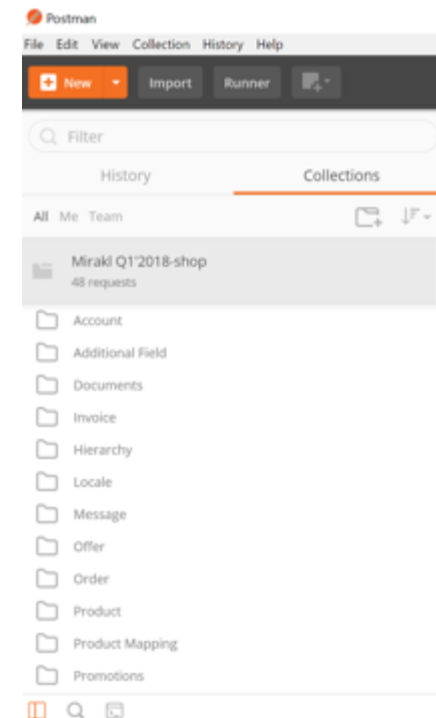 Postman
File Edit View Collection History Help
New Import Runner
Filter
History Collections
All Me Team
Mirakl Q1'2018-shop
48 requests
Account
Additional Field
Documents
Invoice
Hierarchy
Locale
Message
Offer
Order
Product
Product Mapping
Promotions